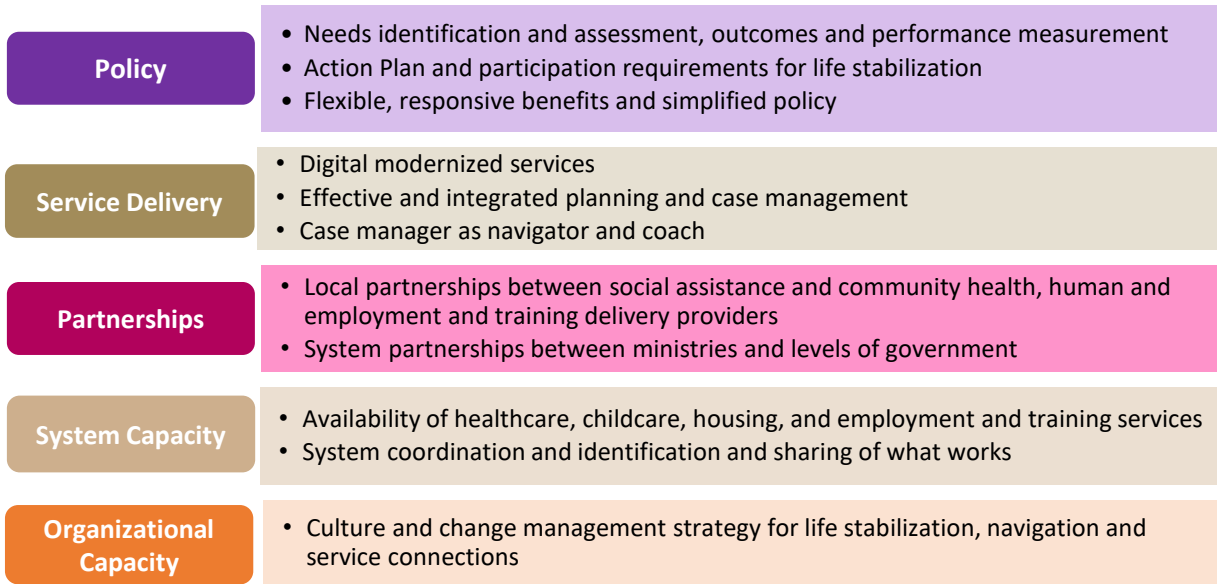 Policy
• Needs identification and assessment, outcomes and performance measurement
• Action Plan and participation requirements for life stabilization
• Flexible, responsive benefits and simplified policy
Service Delivery
• Digital modernized services
• Effective and integrated planning and case management
• Case manager as navigator and coach
Partnerships
• Local partnerships between social assistance and community health, human and
employment and training delivery providers
• System partnerships between ministries and levels of government
System Capacity
• Availability of healthcare, childcare, housing, and employment and training services
• System coordination and identification and sharing of what works
Organizational
Capacity
• Culture and change management strategy for life stabilization, navigation and
service connections